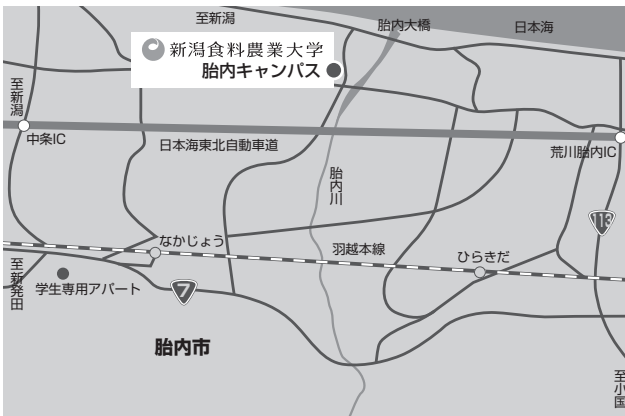 至新潟
胎内大橋
日本海
新潟食料農業大学
胎内キャンパス
至新潟
中条IC
日本海東北自動車道
荒川胎内IC
胎内川
113
なかじょう
羽越本線
ひらきだ
至新発田
学生専用アパート
7
胎内市
至小国